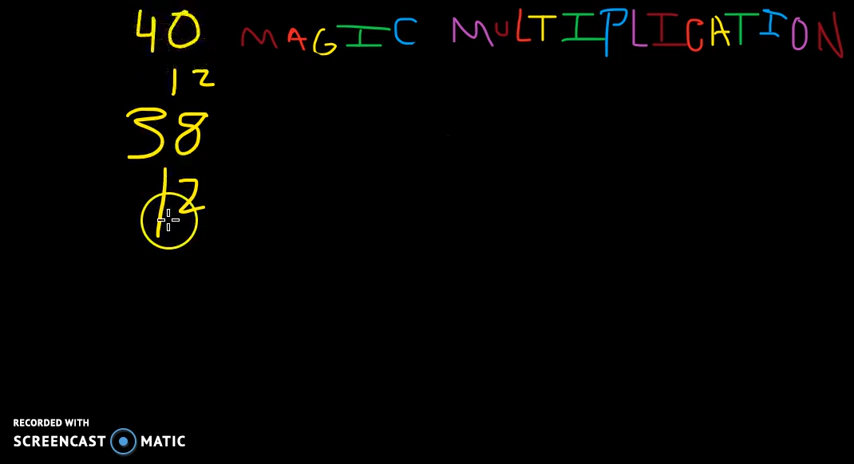 40 MAGIC MULTIPLICATION
12
38
12
RECORDED WITH
SCREENCAST MATIC